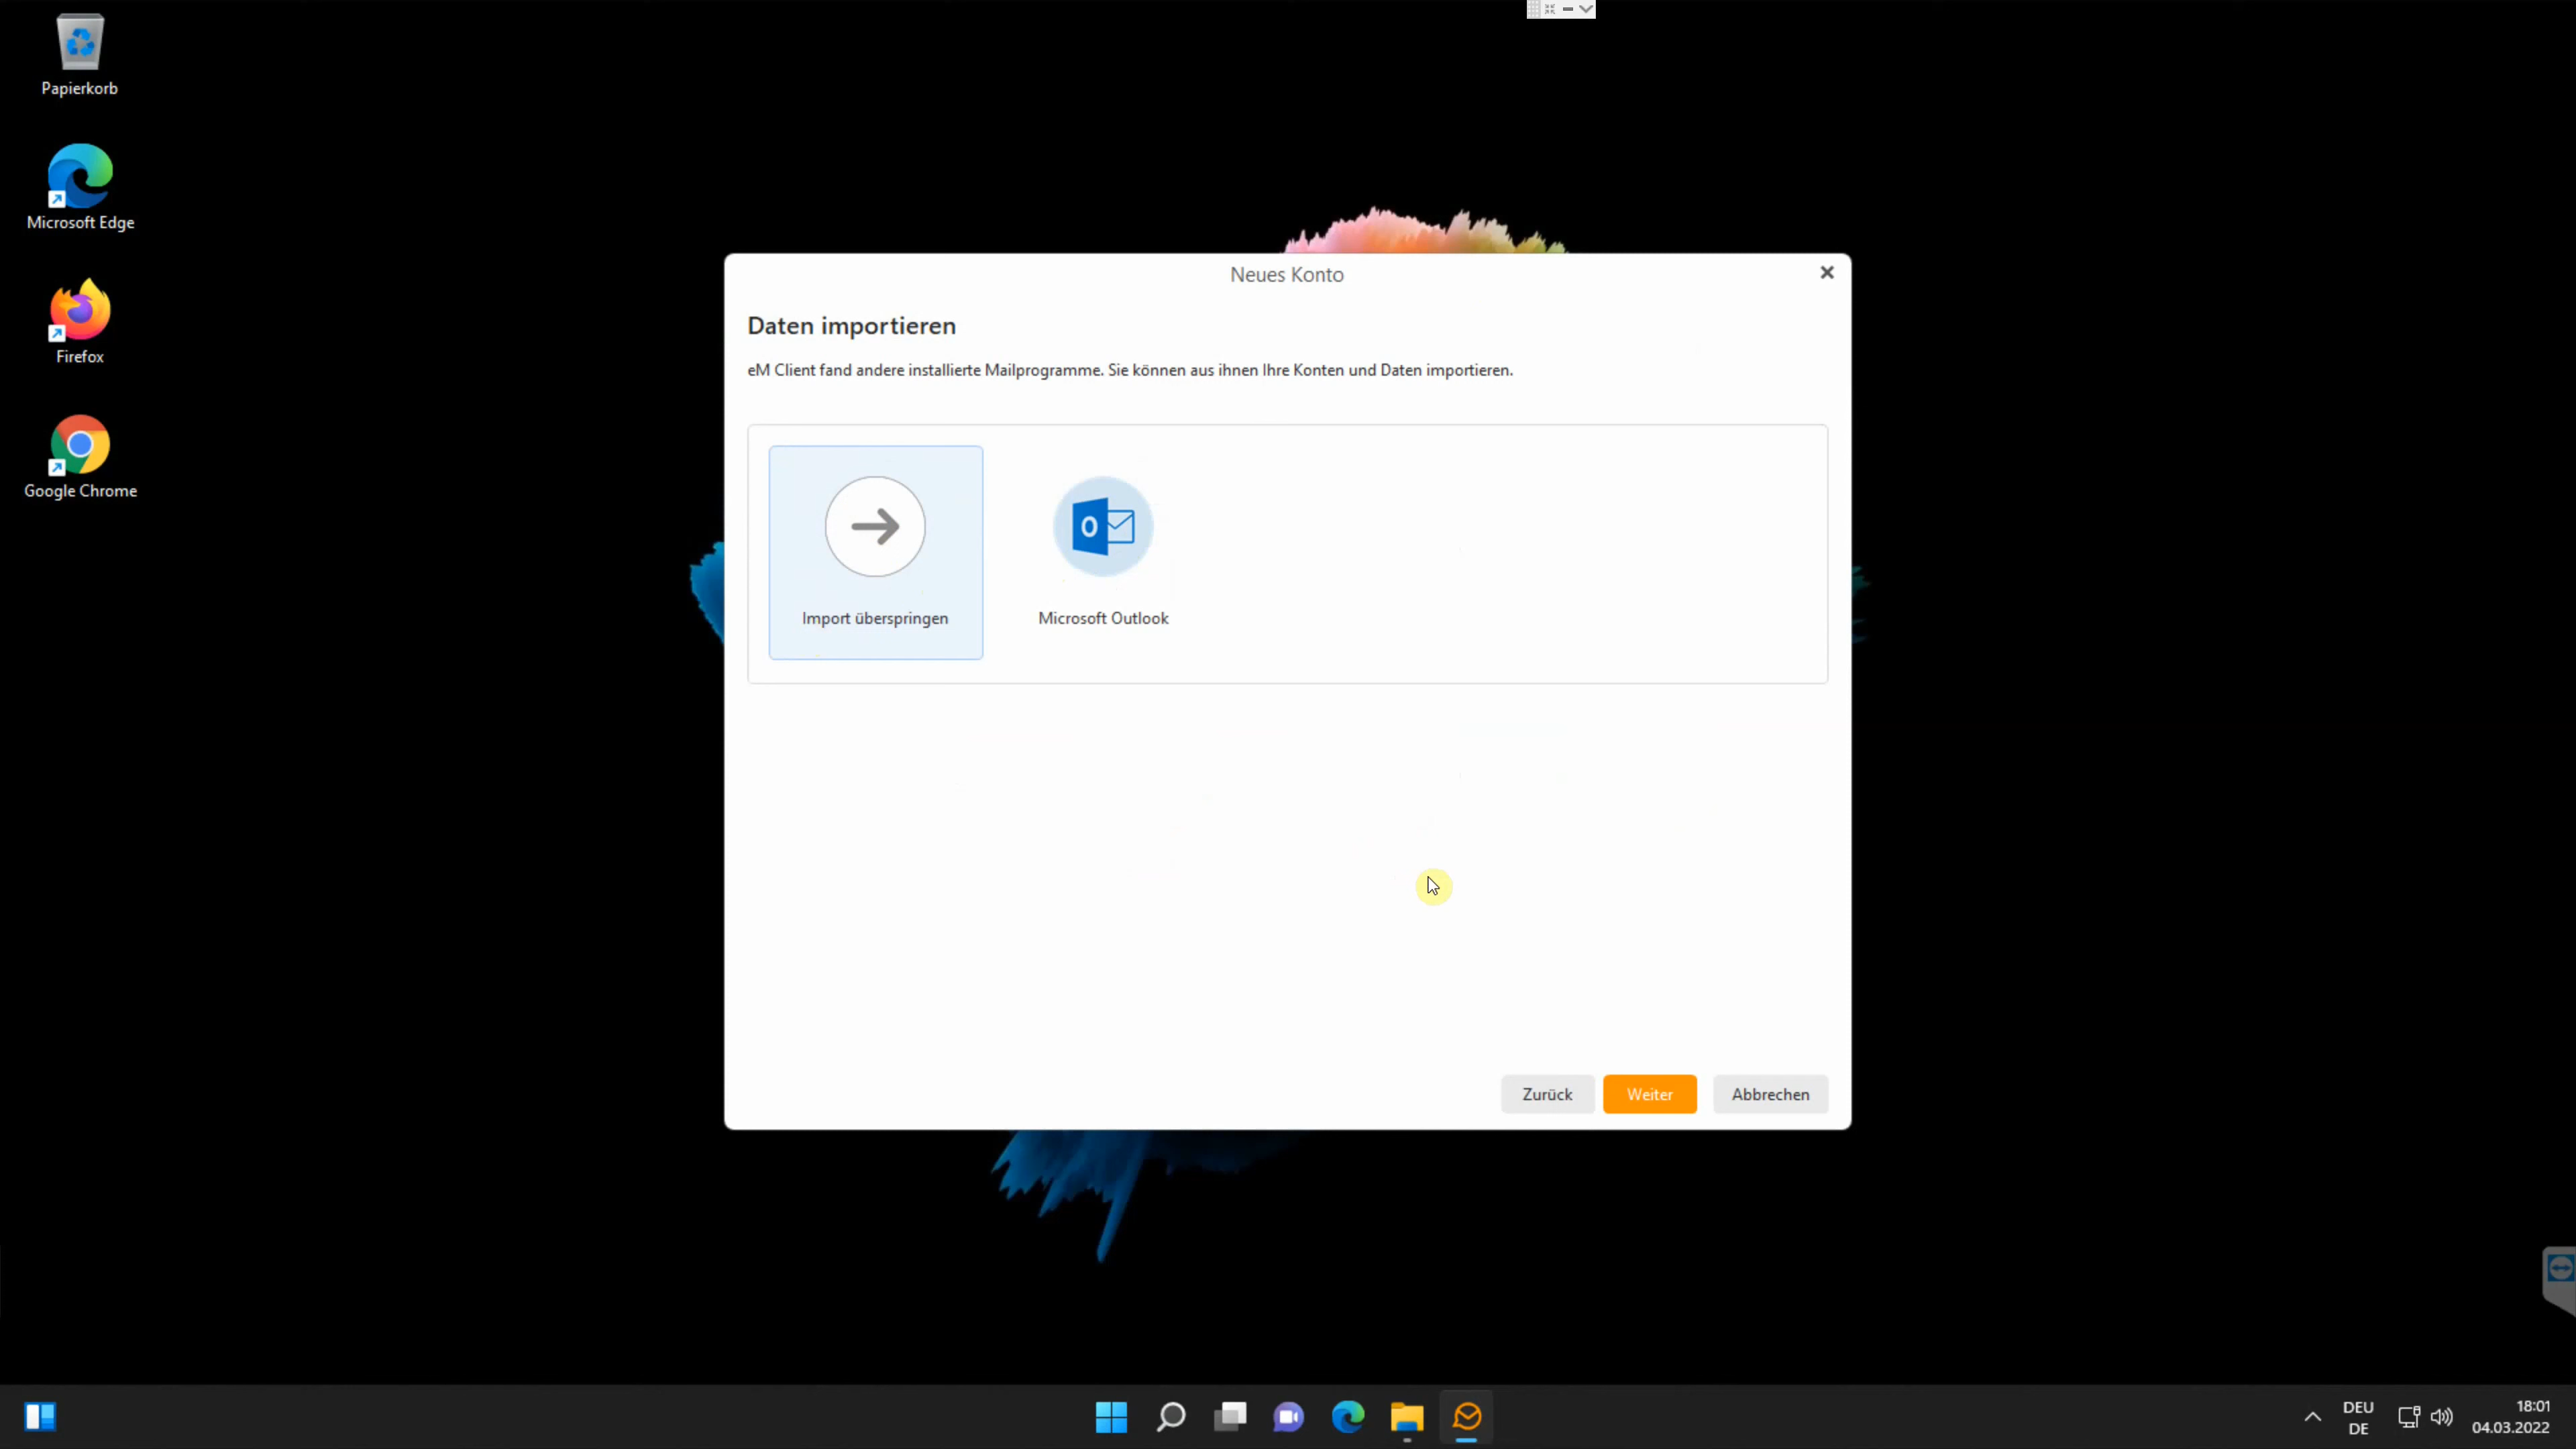 Papierkorb
Microsoft Edge
Firefox
Google Chrome
Neues Konto
Daten importieren
eM Client fand andere installierte Mailprogramme. Sie können aus ihnen Ihre Konten und Daten importieren.
Import überspringen
Microsoft Outlook
Zurück
Weiter
Abbrechen
DEU
DE
18:01
04.03.2022